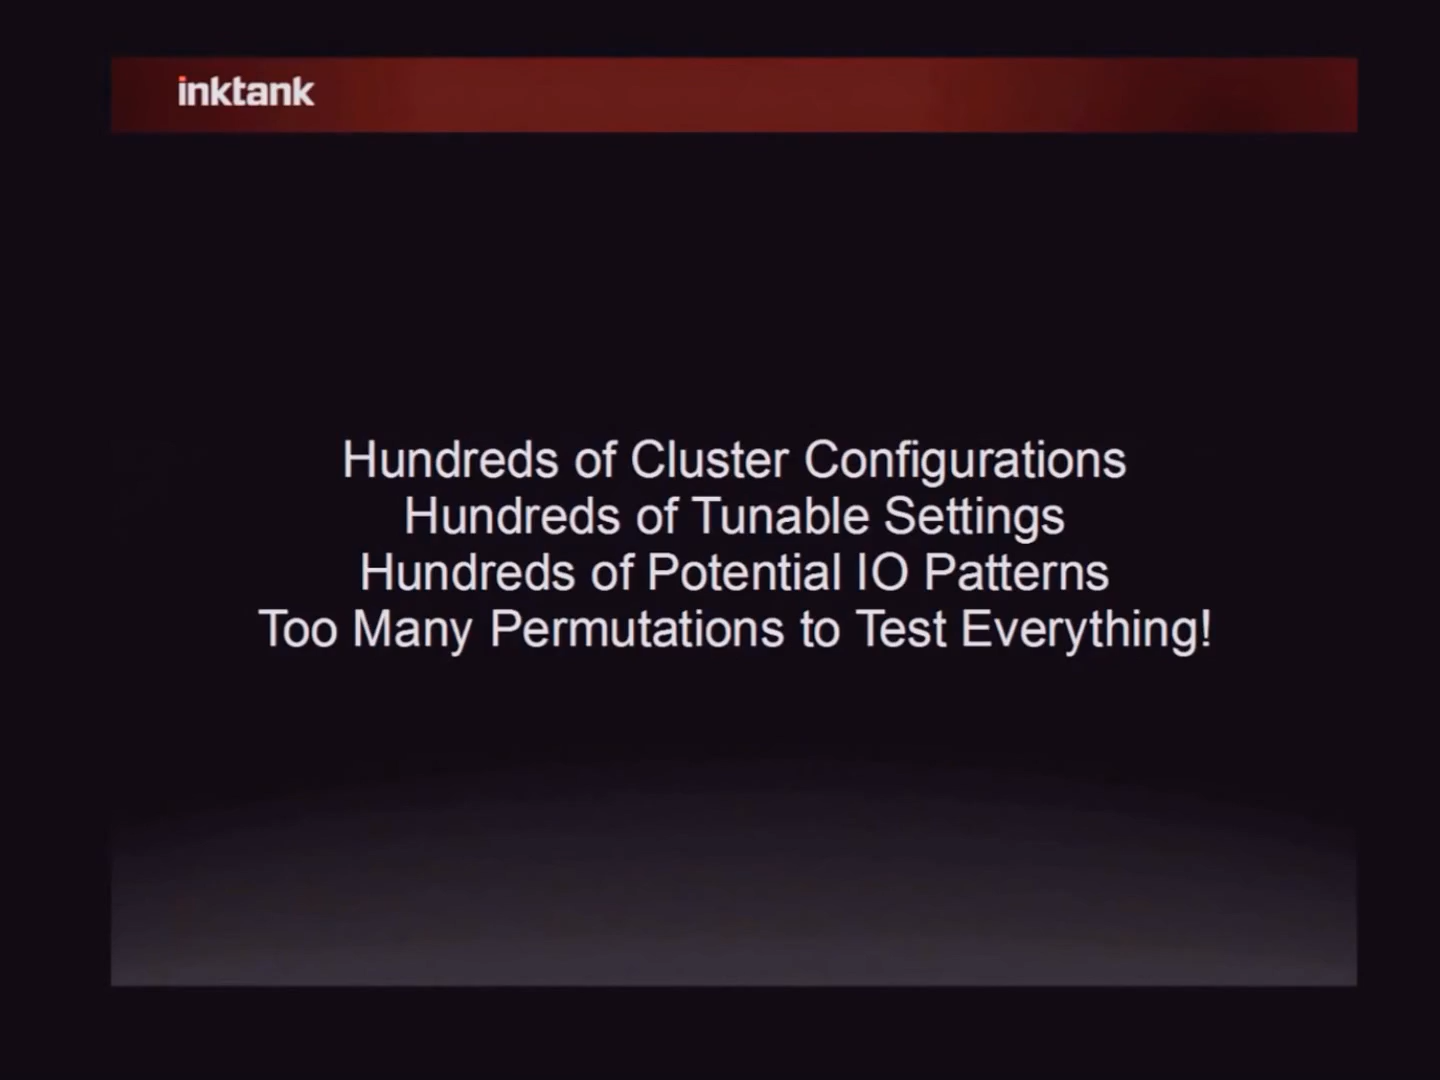 inktank
Hundreds of Cluster Configurations
Hundreds of Tunable Settings
Hundreds of Potential IO Patterns
Too Many Permutations to Test Everything!